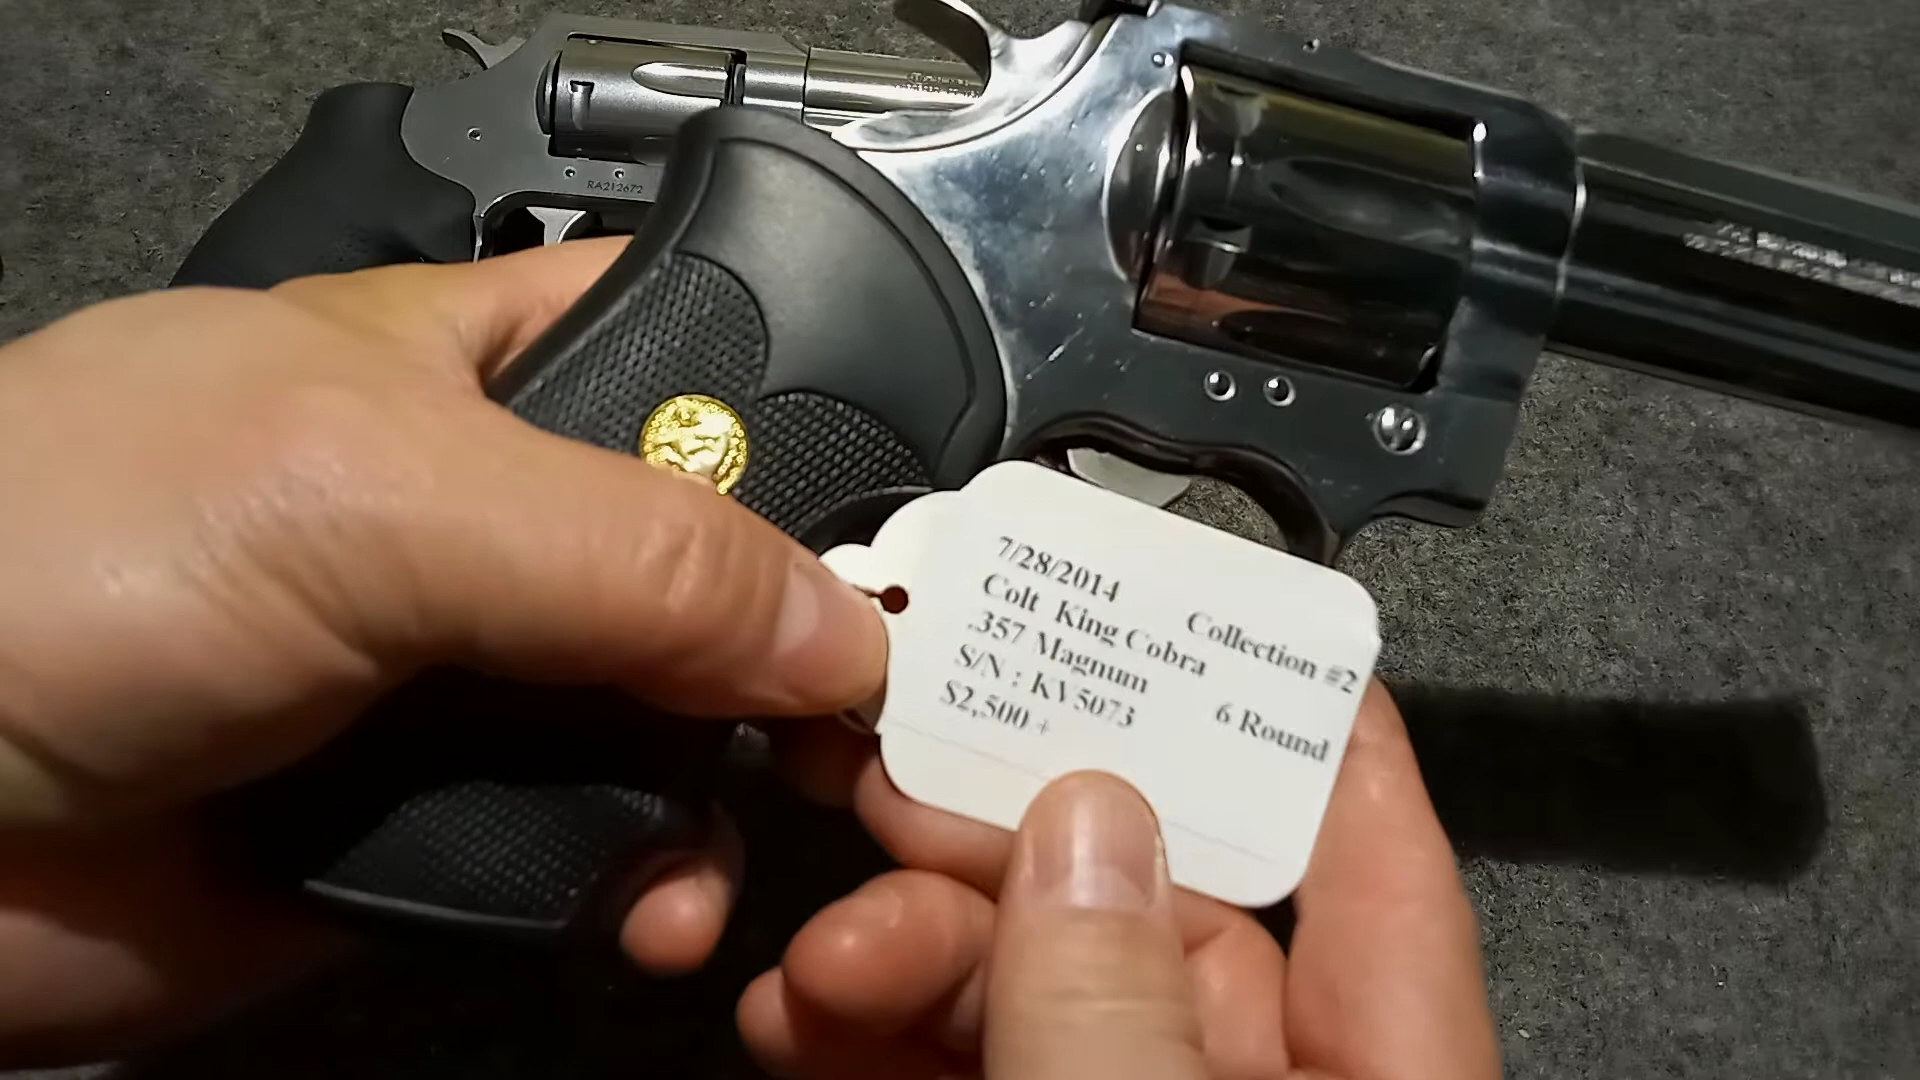 RA212672
7/28/2014
Collection #2
Colt King Cobra
.357 Magnum
6 Round
S/N : KV5073
$2,500 +